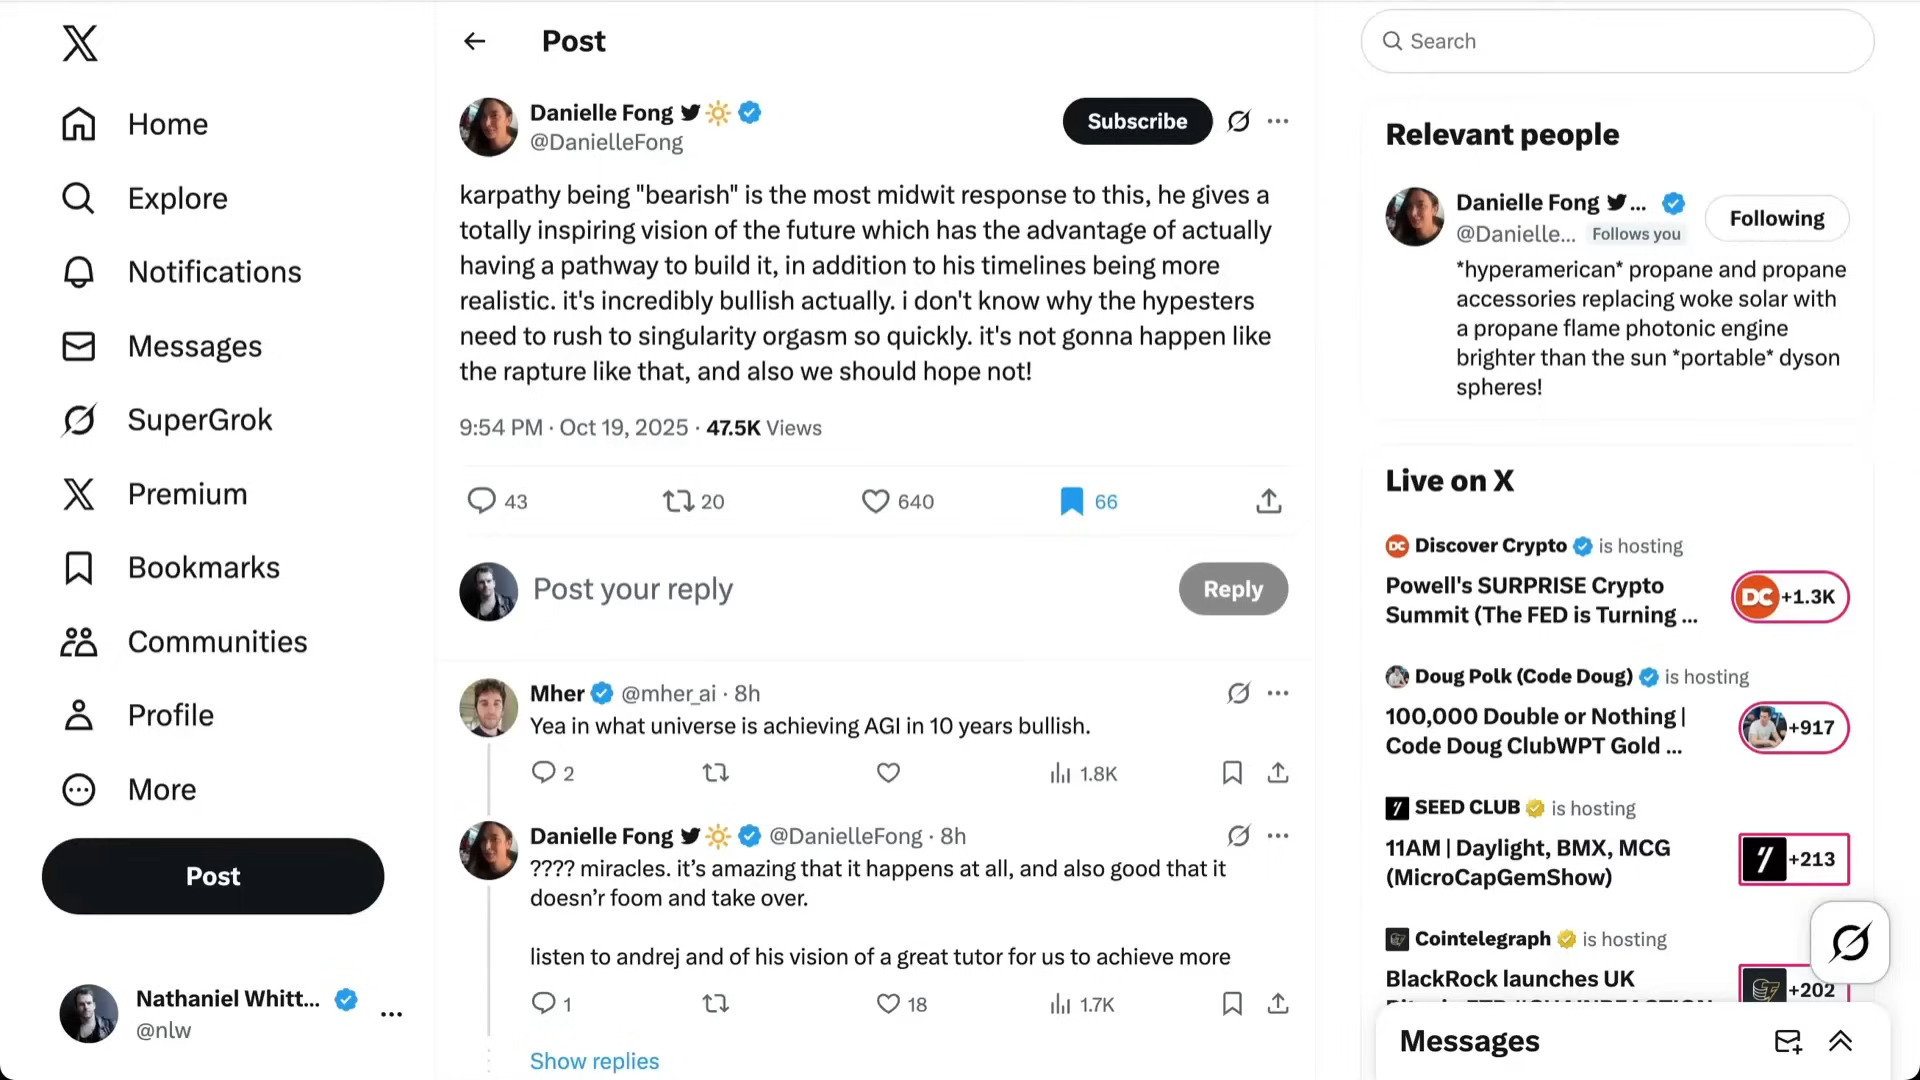 Home
Explore
Notifications
Messages
SuperGrok
Premium
Bookmarks
Communities
Profile
More
Post
Nathaniel Whitt...
@nlw
Post
Danielle Fong
@DanielleFong
Subscribe
karpathy being "bearish" is the most midwit response to this, he gives a
totally inspiring vision of the future which has the advantage of actually
having a pathway to build it, in addition to his timelines being more
realistic. it's incredibly bullish actually. i don't know why the hypesters
need to rush to singularity orgasm so quickly. it's not gonna happen like
the rapture like that, and also we should hope not!
9:54 PM · Oct 19, 2025 · 47.5K Views
43 20 640 66
Post your reply
Reply
Mher @mher_ai · 8h
Yea in what universe is achieving AGI in 10 years bullish.
2 1.8K
Danielle Fong @DanielleFong · 8h
???? miracles. it’s amazing that it happens at all, and also good that it
doesn’r foom and take over.
listen to andrej and of his vision of a great tutor for us to achieve more
1 18 1.7K
Show replies
Search
Relevant people
Danielle Fong ...
@Danielle... Follows you
Following
*hyperamerican* propane and propane
accessories replacing woke solar with
a propane flame photonic engine
brighter than the sun *portable* dyson
spheres!
Live on X
DC Discover Crypto is hosting
Powell's SURPRISE Crypto
Summit (The FED is Turning ...
DC +1.3K
Doug Polk (Code Doug) is hosting
100,000 Double or Nothing |
Code Doug ClubWPT Gold ...
+917
SEED CLUB is hosting
11AM | Daylight, BMX, MCG
(MicroCapGemShow)
+213
Cointelegraph is hosting
BlackRock launches UK
+202
Messages